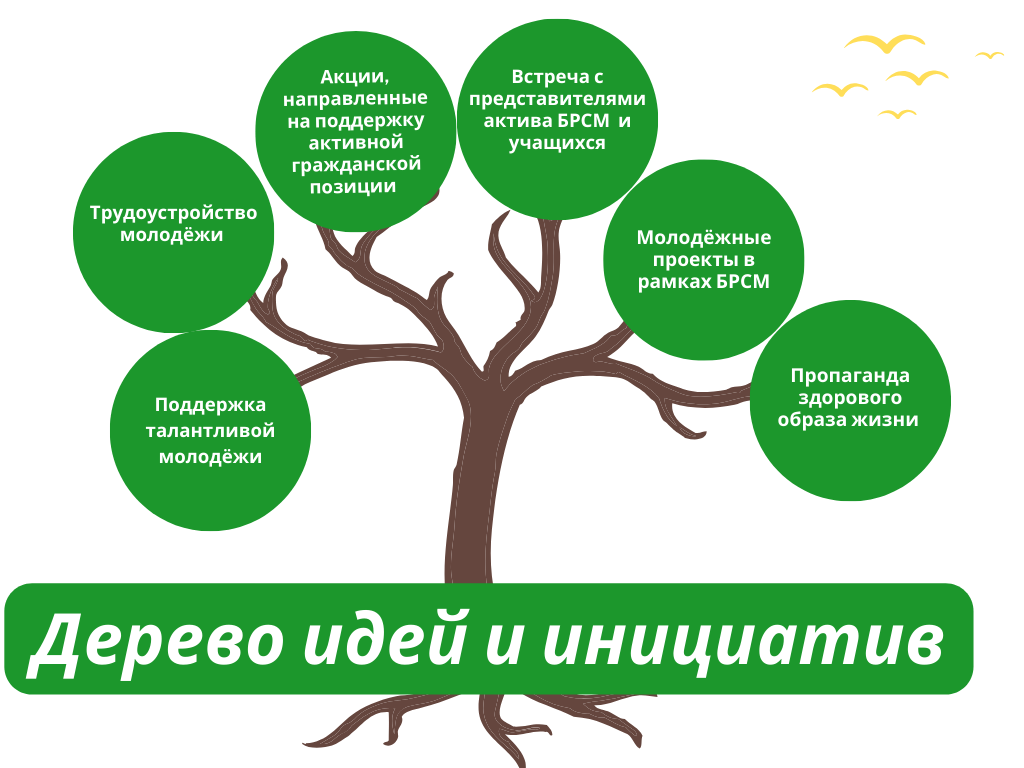 Акции,
направленные
на поддержку
активной
гражданской
позиции
Встреча с
представителями
актива БРСМ и
учащихся
Трудоустройство
молодёжи
Молодёжные
проекты в
рамках БРСМ
Пропаганда
здорового
образа жизни
Поддержка
талантливой
молодёжи
Дерево идей и инициатив